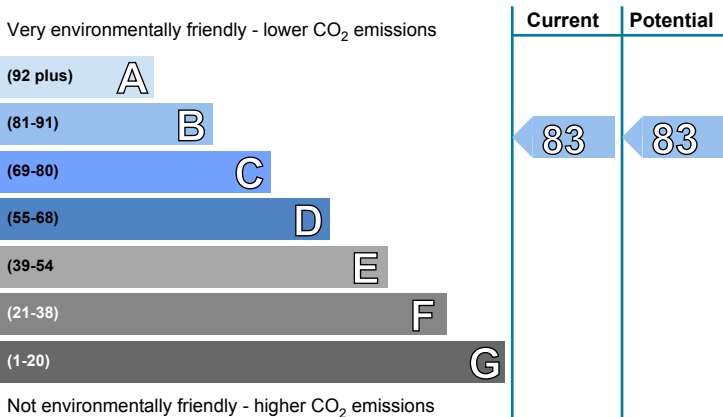 Very environmentally friendly - lower CO₂ emissions
Current Potential
(92 plus) A
(81-91) B
83 83
(69-80) C
(55-68) D
(39-54 E
(21-38) F
(1-20) G
Not environmentally friendly - higher CO₂ emissions